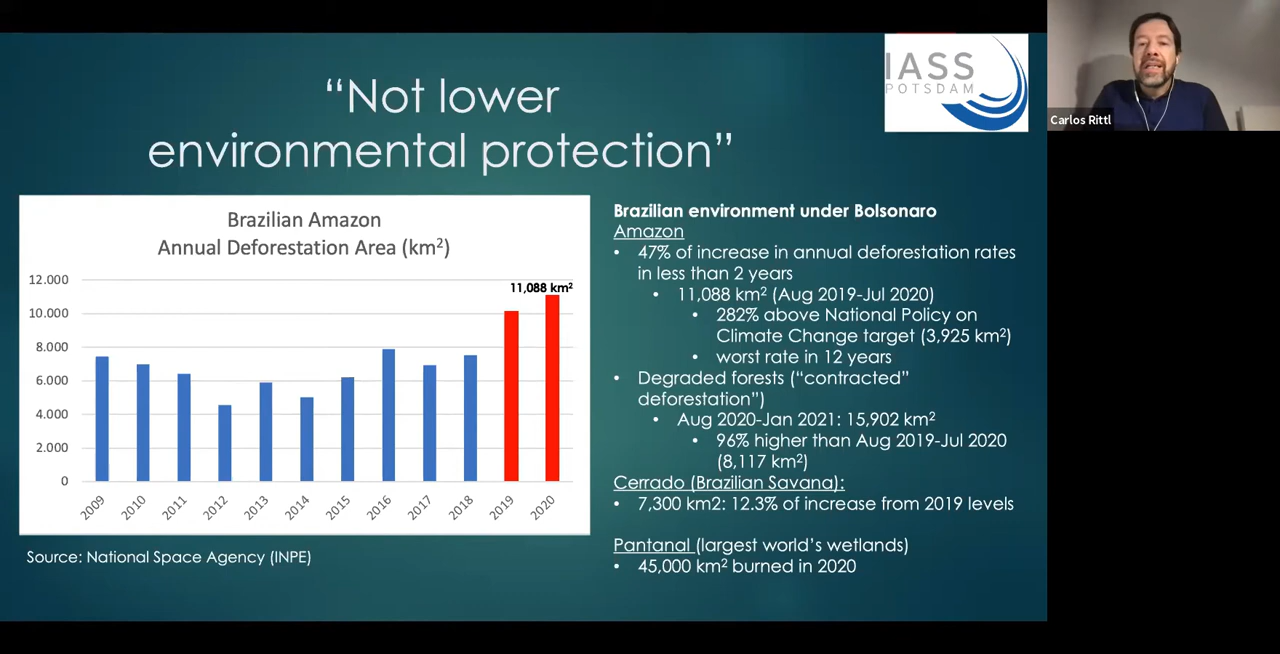 “Not lower
environmental protection”
IASS
POTSDAM
Carlos Rittl
Brazilian Amazon
Annual Deforestation Area (km²)
12.000
10.000
8.000
6.000
4.000
2.000
0
11,088 km²
2009
2010
2011
2012
2013
2014
2015
2016
2017
2018
2019
2020
Source: National Space Agency (INPE)
Brazilian environment under Bolsonaro
Amazon
• 47% of increase in annual deforestation rates
in less than 2 years
• 11,088 km² (Aug 2019-Jul 2020)
• 282% above National Policy on
Climate Change target (3,925 km²)
• worst rate in 12 years
• Degraded forests (“contracted”
deforestation”)
• Aug 2020-Jan 2021: 15,902 km²
• 96% higher than Aug 2019-Jul 2020
(8,117 km²)
Cerrado (Brazilian Savana):
• 7,300 km2: 12.3% of increase from 2019 levels
Pantanal (largest world’s wetlands)
• 45,000 km² burned in 2020